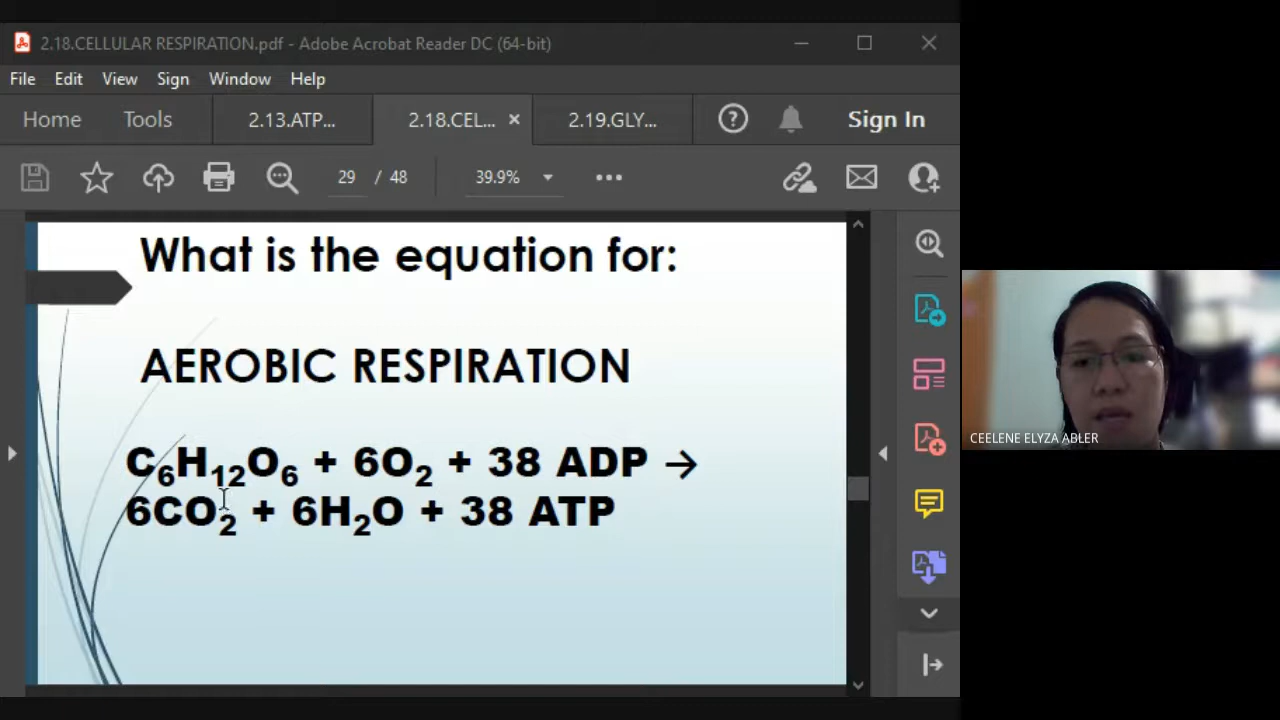 2.18.CELLULAR RESPIRATION.pdf - Adobe Acrobat Reader DC (64-bit)
File Edit View Sign Window Help
Home Tools 2.13.ATP... 2.18.CEL... 2.19.GLY... Sign In
29 / 48 39.9%
What is the equation for:
AEROBIC RESPIRATION
C₆H₁₂O₆ + 6O₂ + 38 ADP →
6CO₂ + 6H₂O + 38 ATP
CEELENE ELYZA ABLER